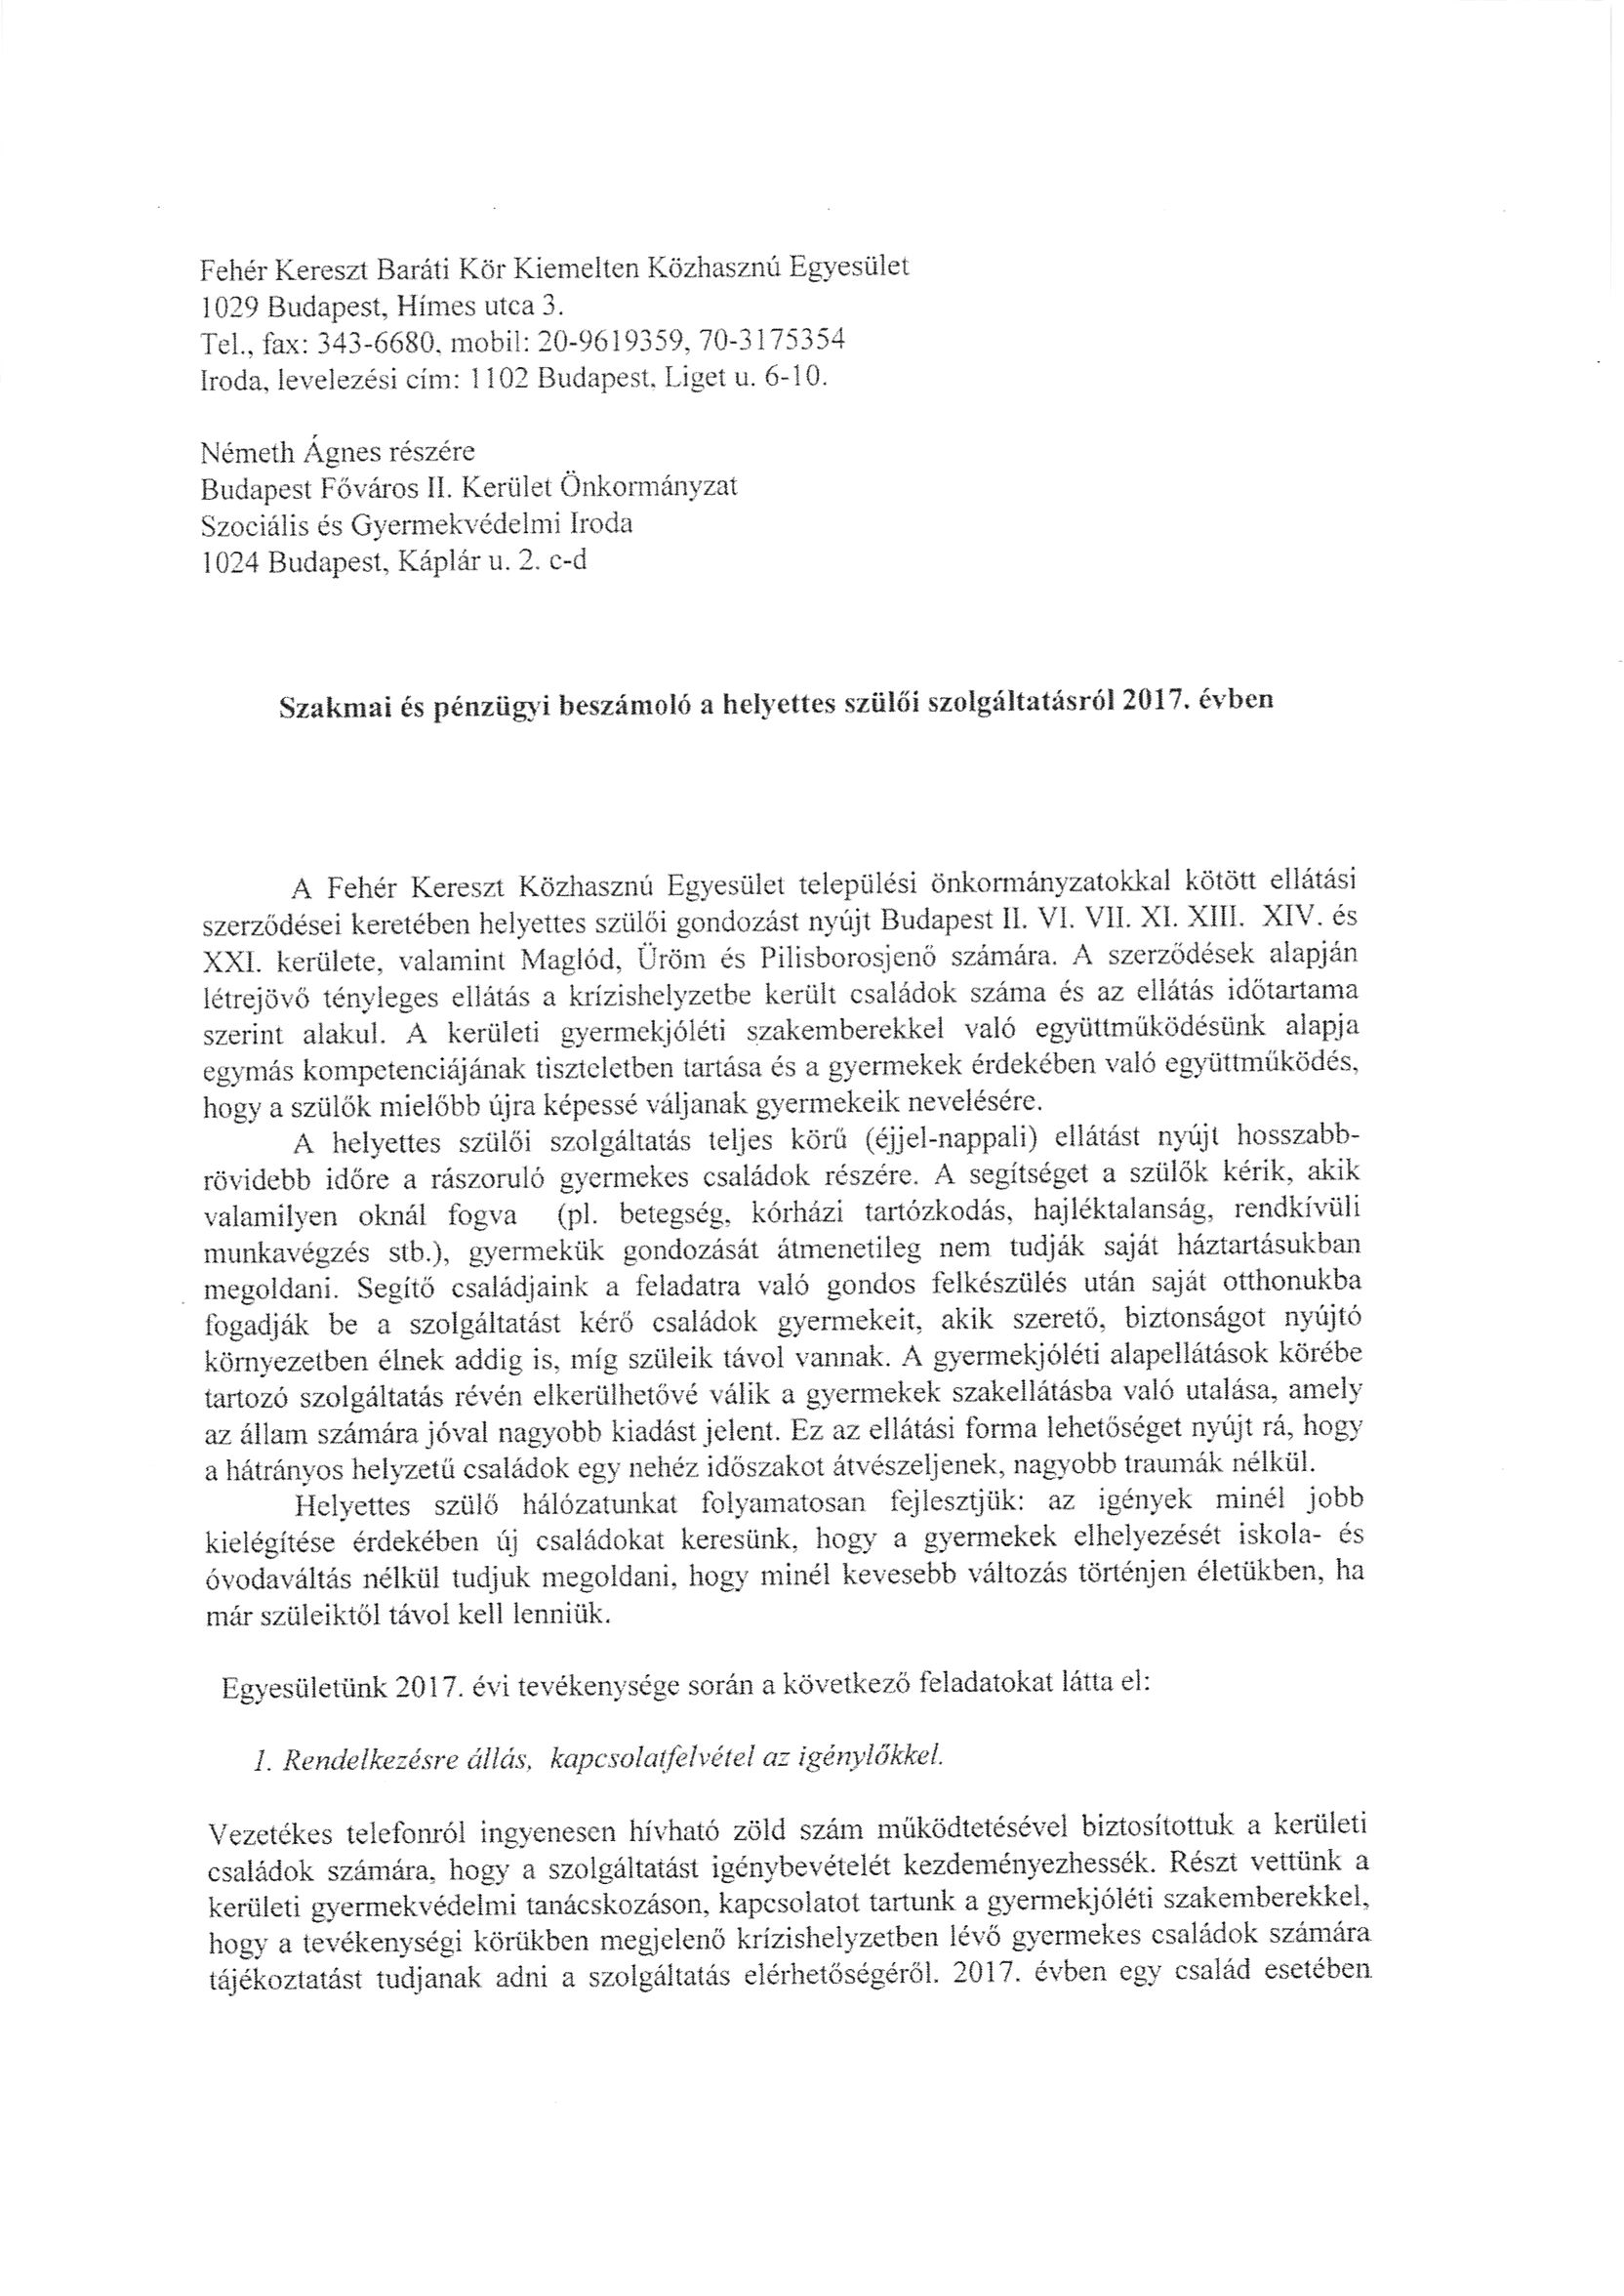 Fehér Kereszt Baráti Kör Kiemelten Közhasznú Egyesület
1029 Budapest, Hímes utca 3.
Tel., fax: 343-6680, mobil: 20-9619359, 70-3175354
Iroda, levelezési cím: 1102 Budapest, Liget u. 6-10.
Németh Ágnes részére
Budapest Főváros II. Kerület Önkormányzat
Szociális és Gyermekvédelmi Iroda
1024 Budapest, Káplár u. 2. c-d
Szakmai és pénzügyi beszámoló a helyettes szülői szolgáltatásról 2017. évben
A Fehér Kereszt Közhasznú Egyesület települési önkormányzatokkal kötött ellátási
szerződései keretében helyettes szülői gondozást nyújt Budapest II. VI. VII. XI. XIII. XIV. és
XXI. kerülete, valamint Maglód, Üröm és Pilisborosjenő számára. A szerződések alapján
létrejövő tényleges ellátás a krízishelyzetbe került családok száma és az ellátás időtartama
szerint alakul. A kerületi gyermekjóléti szakemberekkel való együttműködésünk alapja
egymás kompetenciájának tiszteletben tartása és a gyermekek érdekében való együttműködés,
hogy a szülők mielőbb újra képessé váljanak gyermekeik nevelésére.
A helyettes szülői szolgáltatás teljes körű (éjjel-nappali) ellátást nyújt hosszabb-
rövidebb időre a rászoruló gyermekes családok részére. A segítséget a szülők kérik, akik
valamilyen oknál fogva (pl. betegség, kórházi tartózkodás, hajléktalanság, rendkívüli
munkavégzés stb.), gyermekük gondozását átmenetileg nem tudják saját háztartásukban
megoldani. Segítő családjaink a feladatra való gondos felkészülés után saját otthonukba
fogadják be a szolgáltatást kérő családok gyermekeit, akik szerető, biztonságot nyújtó
környezetben élnek addig is, míg szüleik távol vannak. A gyermekjóléti alapellátások körébe
tartozó szolgáltatás révén elkerülhetővé válik a gyermekek szakellátásba való utalása, amely
az állam számára jóval nagyobb kiadást jelent. Ez az ellátási forma lehetőséget nyújt rá, hogy
a hátrányos helyzetű családok egy nehéz időszakot átvészeljenek, nagyobb traumák nélkül.
Helyettes szülő hálózatunkat folyamatosan fejlesztjük: az igények minél jobb
kielégítése érdekében új családokat keresünk, hogy a gyermekek elhelyezését iskola- és
óvodaváltás nélkül tudjuk megoldani, hogy minél kevesebb változás történjen életükben, ha
már szüleiktől távol kell lenniük.
Egyesületünk 2017. évi tevékenysége során a következő feladatokat látta el:
1. Rendelkezésre állás, kapcsolatfelvétel az igénylőkkel.
Vezetékes telefonról ingyenesen hívható zöld szám működtetésével biztosítottuk a kerületi
családok számára, hogy a szolgáltatást igénybevételét kezdeményezhessék. Részt vettünk a
kerületi gyermekvédelmi tanácskozáson, kapcsolatot tartunk a gyermekjóléti szakemberekkel,
hogy a tevékenységi körükben megjelenő krízishelyzetben lévő gyermekes családok számára
tájékoztatást tudjanak adni a szolgáltatás elérhetőségéről. 2017. évben egy család esetében